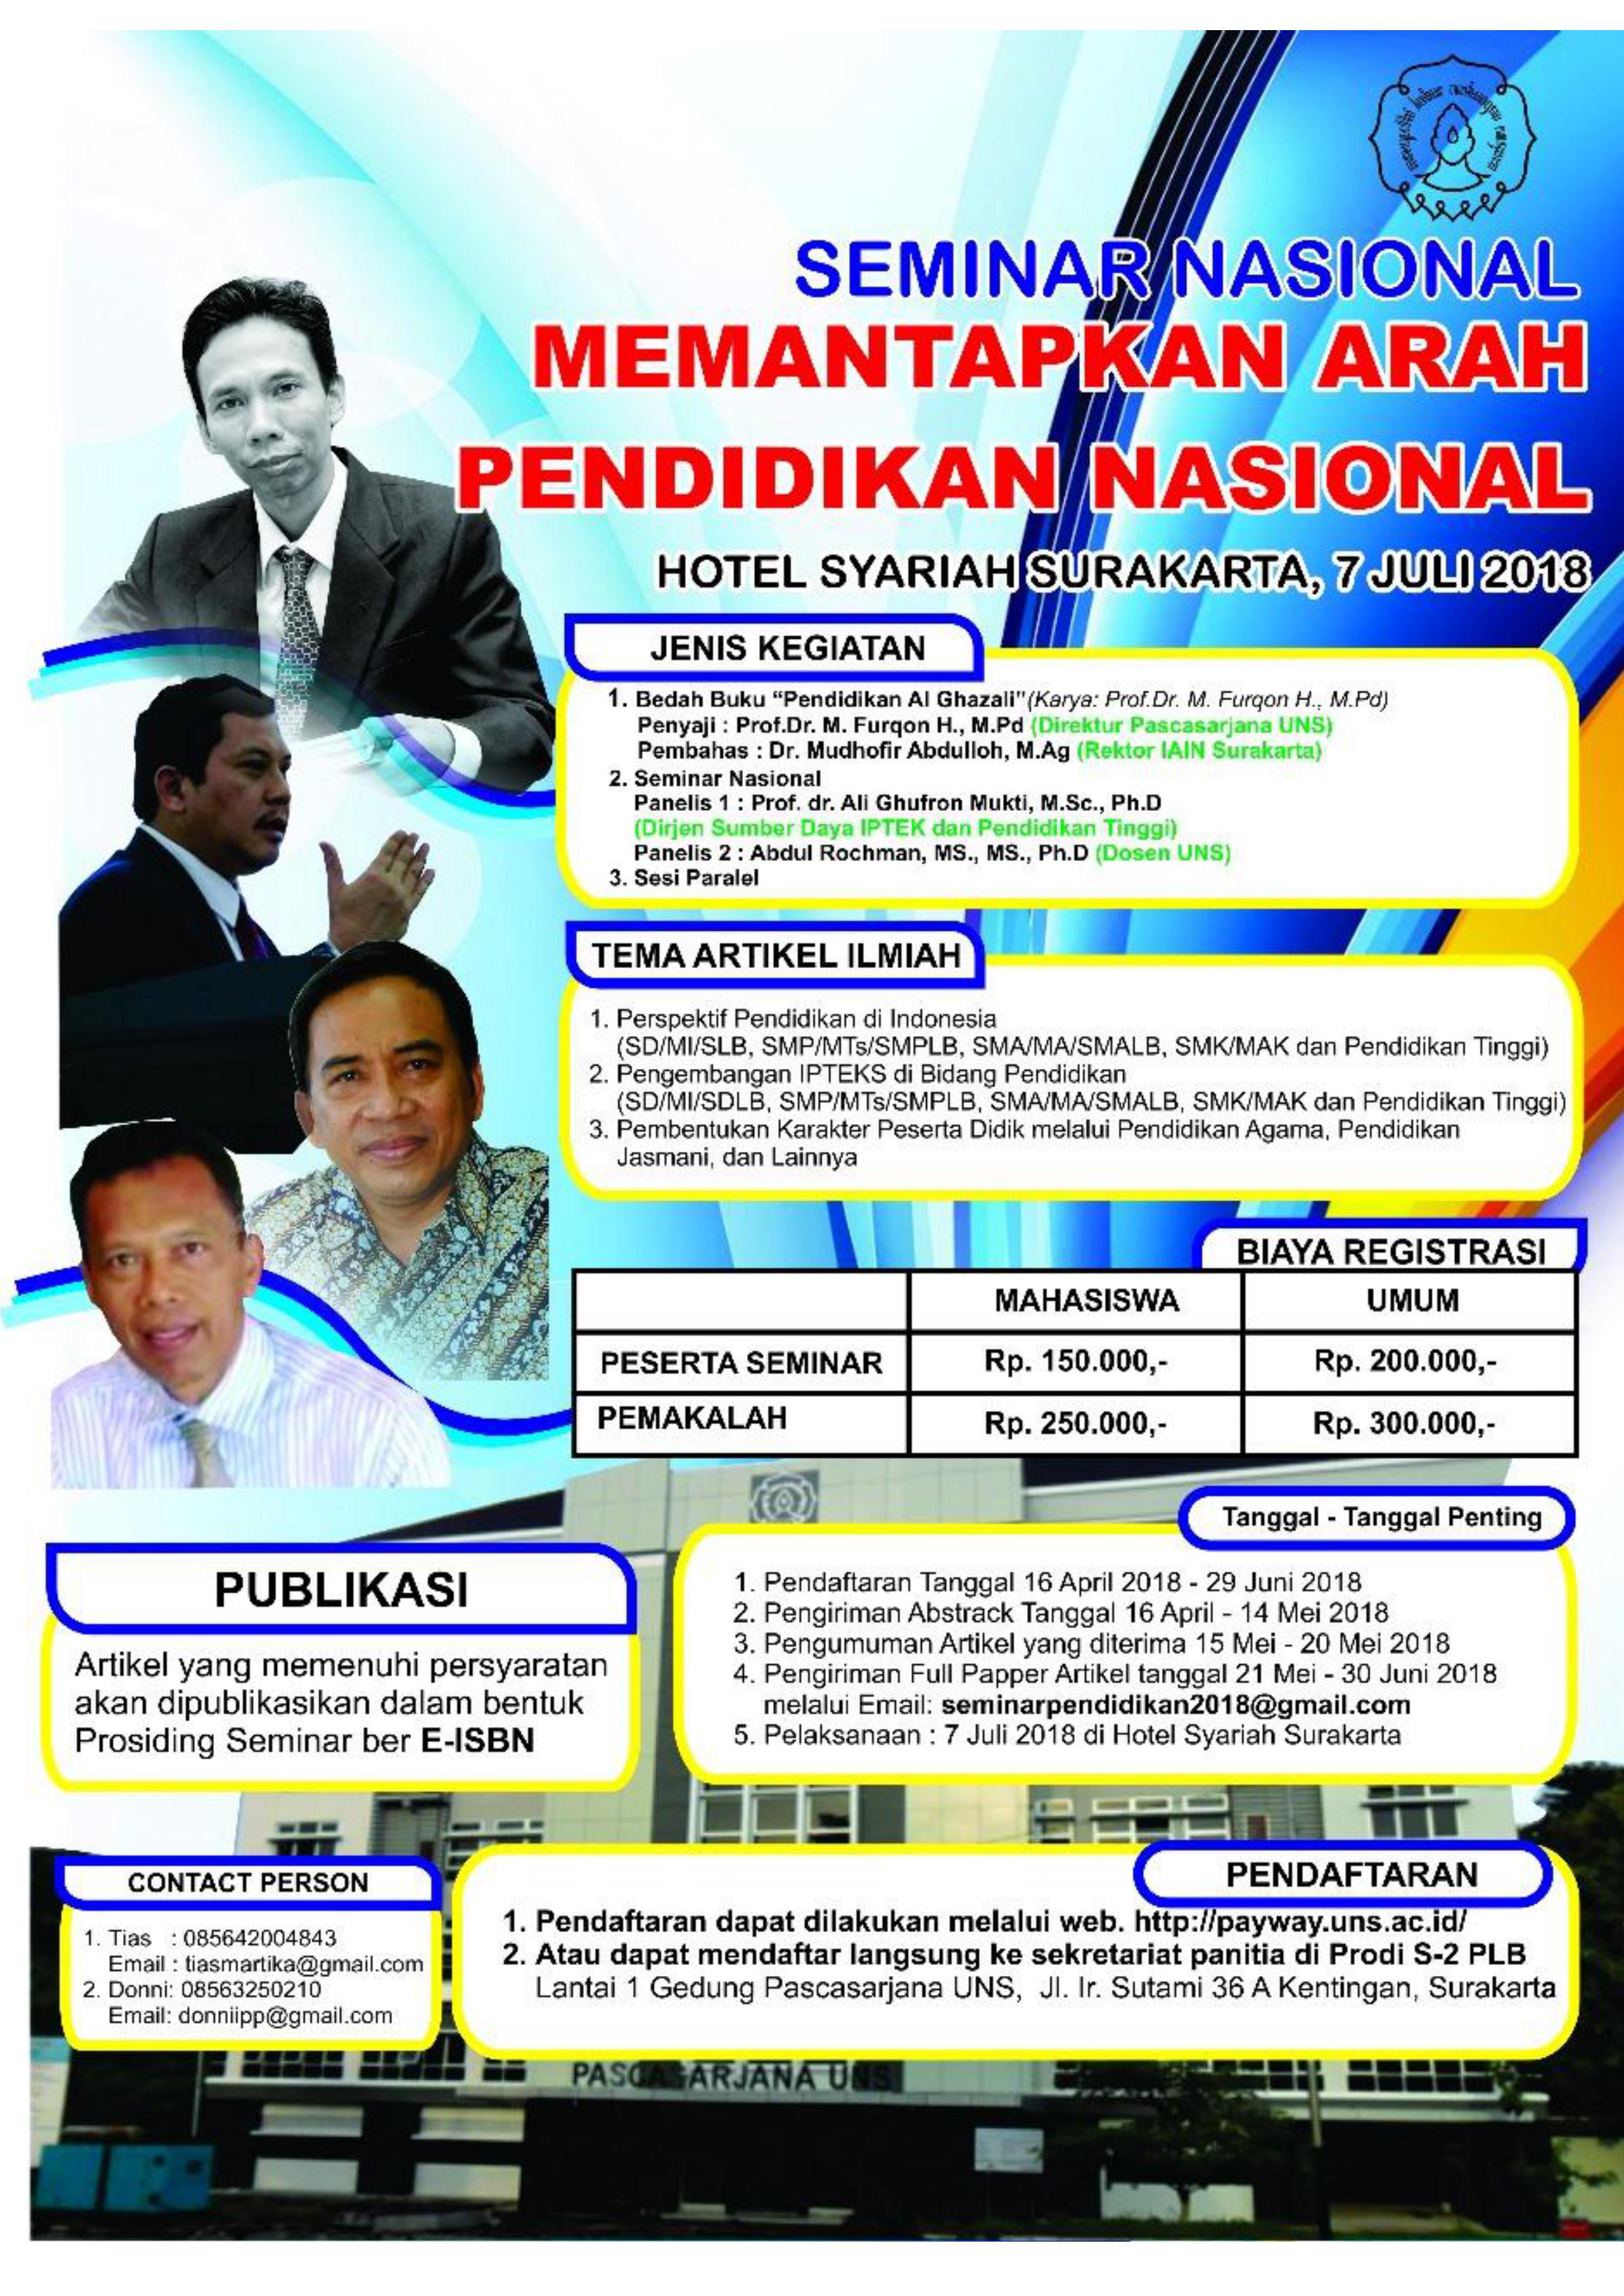 SEMINAR NASIONAL
MEMANTAPKAN ARAH
PENDIDIKAN NASIONAL
HOTEL SYARIAH SURAKARTA, 7 JULI 2018
JENIS KEGIATAN
1. Bedah Buku “Pendidikan Al Ghazali” (Karya: Prof.Dr. M. Furqon H., M.Pd)
Penyaji : Prof.Dr. M. Furqon H., M.Pd (Direktur Pascasarjana UNS)
Pembahas : Dr. Mudhofir Abdulloh, M.Ag (Rektor IAIN Surakarta)
2. Seminar Nasional
Panelis 1 : Prof. dr. Ali Ghufron Mukti, M.Sc., Ph.D
(Dirjen Sumber Daya IPTEK dan Pendidikan Tinggi)
Panelis 2 : Abdul Rochman, MS., MS., Ph.D (Dosen UNS)
3. Sesi Paralel
TEMA ARTIKEL ILMIAH
1. Perspektif Pendidikan di Indonesia
(SD/MI/SLB, SMP/MTs/SMPLB, SMA/MA/SMALB, SMK/MAK dan Pendidikan Tinggi)
2. Pengembangan IPTEKS di Bidang Pendidikan
(SD/MI/SDLB, SMP/MTs/SMPLB, SMA/MA/SMALB, SMK/MAK dan Pendidikan Tinggi)
3. Pembentukan Karakter Peserta Didik melalui Pendidikan Agama, Pendidikan
Jasmani, dan Lainnya
BIAYA REGISTRASI
MAHASISWA UMUM
PESERTA SEMINAR Rp. 150.000,- Rp. 200.000,-
PEMAKALAH Rp. 250.000,- Rp. 300.000,-
PUBLIKASI
Artikel yang memenuhi persyaratan
akan dipublikasikan dalam bentuk
Prosiding Seminar ber E-ISBN
Tanggal - Tanggal Penting
1. Pendaftaran Tanggal 16 April 2018 - 29 Juni 2018
2. Pengiriman Abstrack Tanggal 16 April - 14 Mei 2018
3. Pengumuman Artikel yang diterima 15 Mei - 20 Mei 2018
4. Pengiriman Full Papper Artikel tanggal 21 Mei - 30 Juni 2018
melalui Email: seminarpendidikan2018@gmail.com
5. Pelaksanaan : 7 Juli 2018 di Hotel Syariah Surakarta
CONTACT PERSON
1. Tias : 085642004843
Email : tiasmartika@gmail.com
2. Donni: 08563250210
Email: donniipp@gmail.com
PENDAFTARAN
1. Pendaftaran dapat dilakukan melalui web. http://payway.uns.ac.id/
2. Atau dapat mendaftar langsung ke sekretariat panitia di Prodi S-2 PLB
Lantai 1 Gedung Pascasarjana UNS, Jl. Ir. Sutami 36 A Kentingan, Surakarta
PASCASARJANA UNS